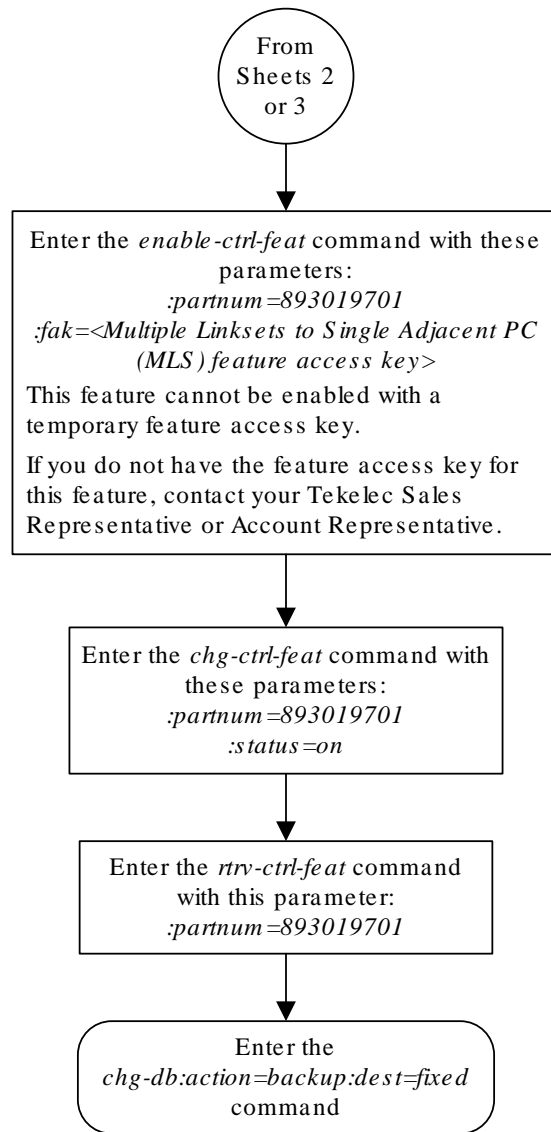 From
Sheets 2
or 3
Enter the enable-ctrl-feat command with these
parameters:
:partnum=893019701
:fak=<Multiple Linksets to Single Adjacent PC
(MLS) feature access key>
This feature cannot be enabled with a
temporary feature access key.
If you do not have the feature access key for
this feature, contact your Tekelec Sales
Representative or Account Representative.
Enter the chg-ctrl-feat command with
these parameters:
:partnum=893019701
:status=on
Enter the rtrv-ctrl-feat command
with this parameter:
:partnum=893019701
Enter the
chg-db:action=backup:dest=fixed
command